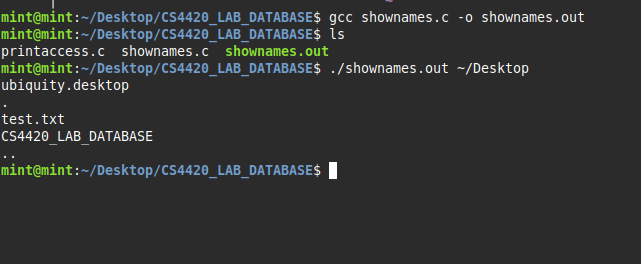 mint@mint:~/Desktop/CS4420_LAB_DATABASE$ gcc shownames.c -o shownames.out
mint@mint:~/Desktop/CS4420_LAB_DATABASE$ ls
printaccess.c  shownames.c  shownames.out
mint@mint:~/Desktop/CS4420_LAB_DATABASE$ ./shownames.out ~/Desktop
ubiquity.desktop
.
test.txt
CS4420_LAB_DATABASE
..
mint@mint:~/Desktop/CS4420_LAB_DATABASE$